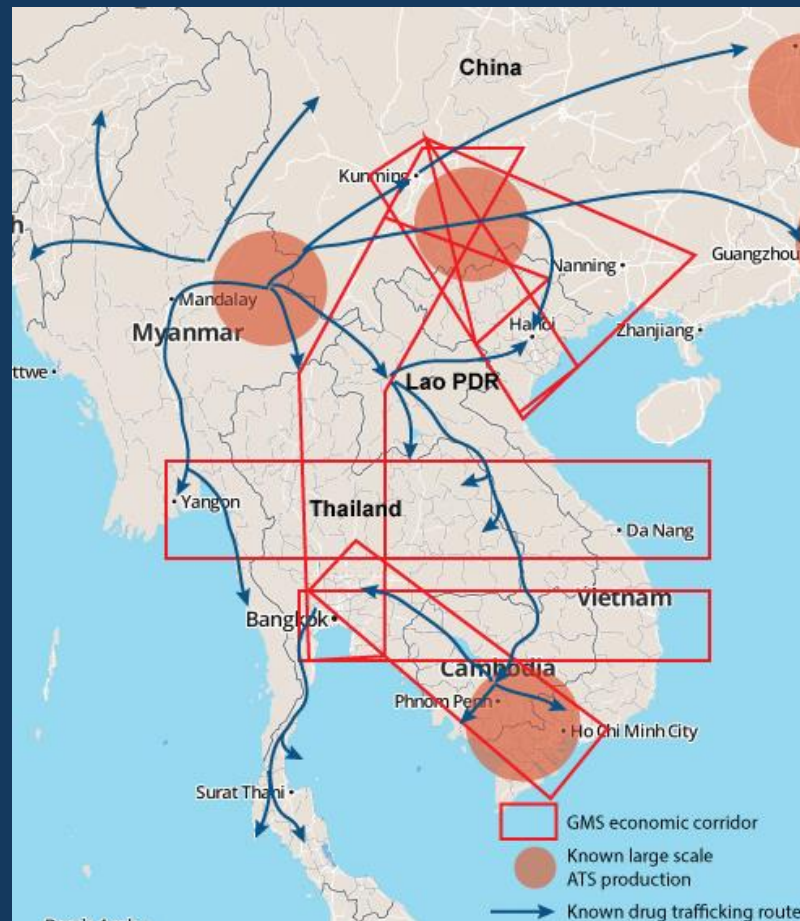 China
Kunming
h
Nanning
Guangzhou
Mandalay
Myanmar
Hanoi
Zhanjiang
ttwe
Lao PDR
Yangon
Thailand
Da Nang
Vietnam
Bangkok
Cambodia
Phnom Penh
Ho Chi Minh City
Surat Thani
GMS economic corridor
Known large scale
ATS production
Known drug trafficking route